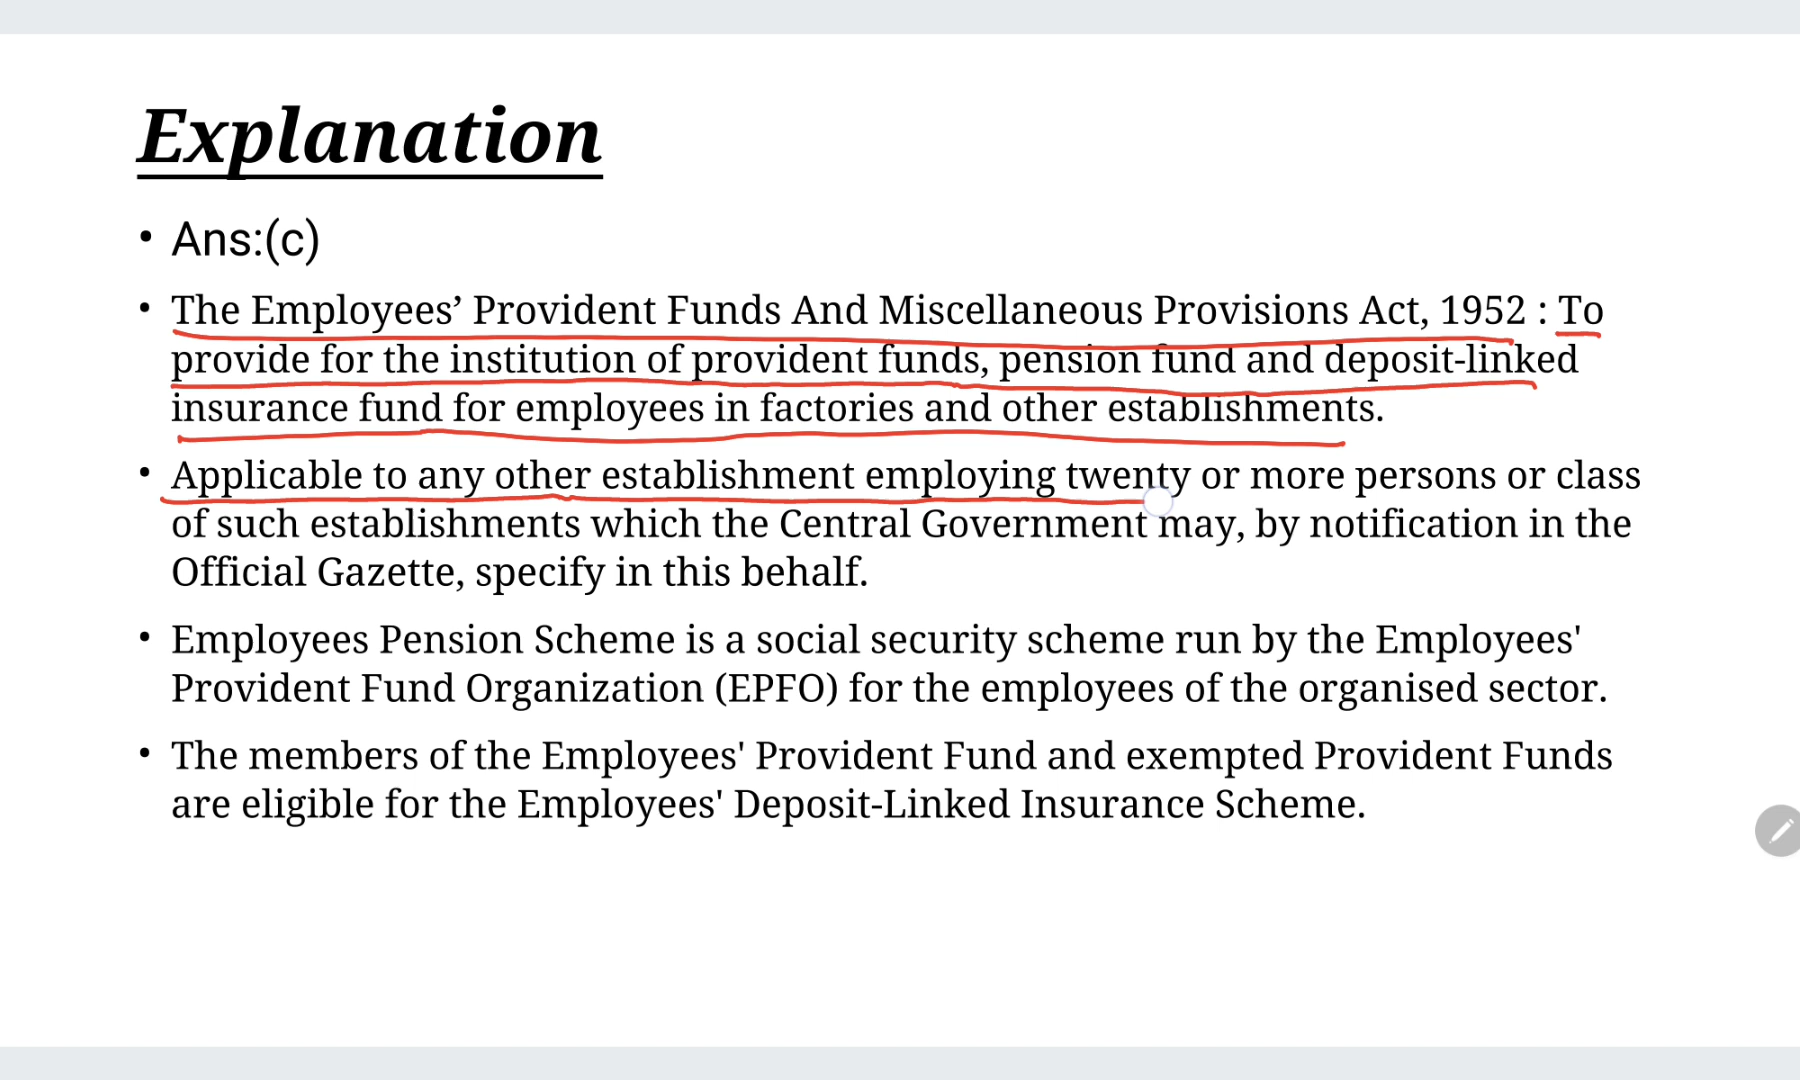 Explanation
• Ans:(c)
• The Employees’ Provident Funds And Miscellaneous Provisions Act, 1952 : To
provide for the institution of provident funds, pension fund and deposit-linked
insurance fund for employees in factories and other establishments.
• Applicable to any other establishment employing twenty or more persons or class
of such establishments which the Central Government may, by notification in the
Official Gazette, specify in this behalf.
• Employees Pension Scheme is a social security scheme run by the Employees'
Provident Fund Organization (EPFO) for the employees of the organised sector.
• The members of the Employees' Provident Fund and exempted Provident Funds
are eligible for the Employees' Deposit-Linked Insurance Scheme.